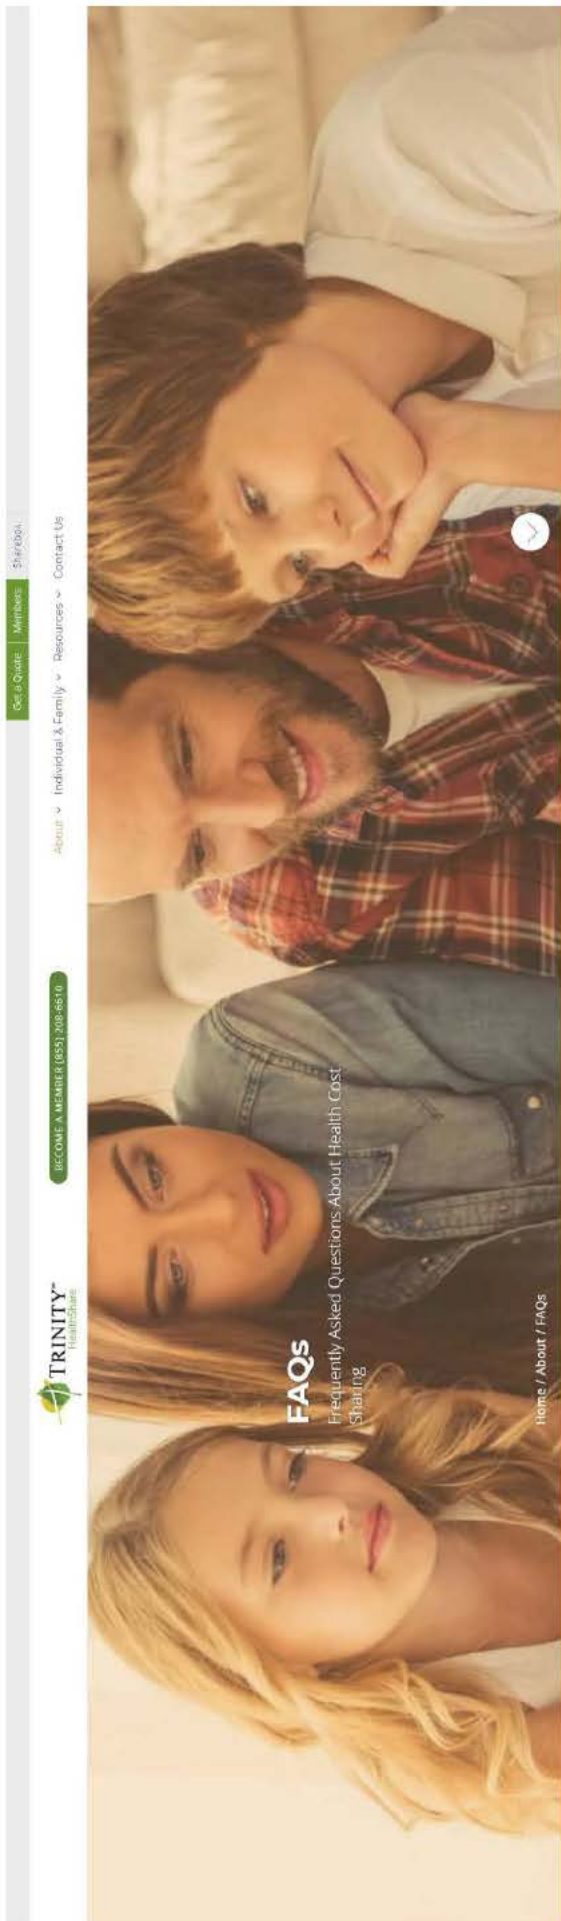 Get a Quote
Members
Sharebox
TRINITY™
HealthShare
BECOME A MEMBER (855) 208-6610
About
Individual & Family
Resources
Contact Us
FAQs
Frequently Asked Questions About Health Cost
Sharing
Home / About / FAQs